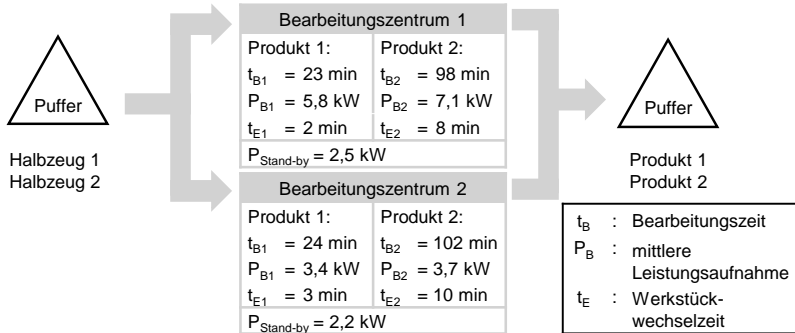 Bearbeitungszentrum 1
Produkt 1: Produkt 2:
t_B1 = 23 min t_B2 = 98 min
P_B1 = 5,8 kW P_B2 = 7,1 kW
t_E1 = 2 min t_E2 = 8 min
P_Stand-by = 2,5 kW
Puffer
Halbzeug 1
Halbzeug 2
Bearbeitungszentrum 2
Produkt 1: Produkt 2:
t_B1 = 24 min t_B2 = 102 min
P_B1 = 3,4 kW P_B2 = 3,7 kW
t_E1 = 3 min t_E2 = 10 min
P_Stand-by = 2,2 kW
Puffer
Produkt 1
Produkt 2
t_B : Bearbeitungszeit
P_B : mittlere
Leistungsaufnahme
t_E : Werkstück-
wechselzeit